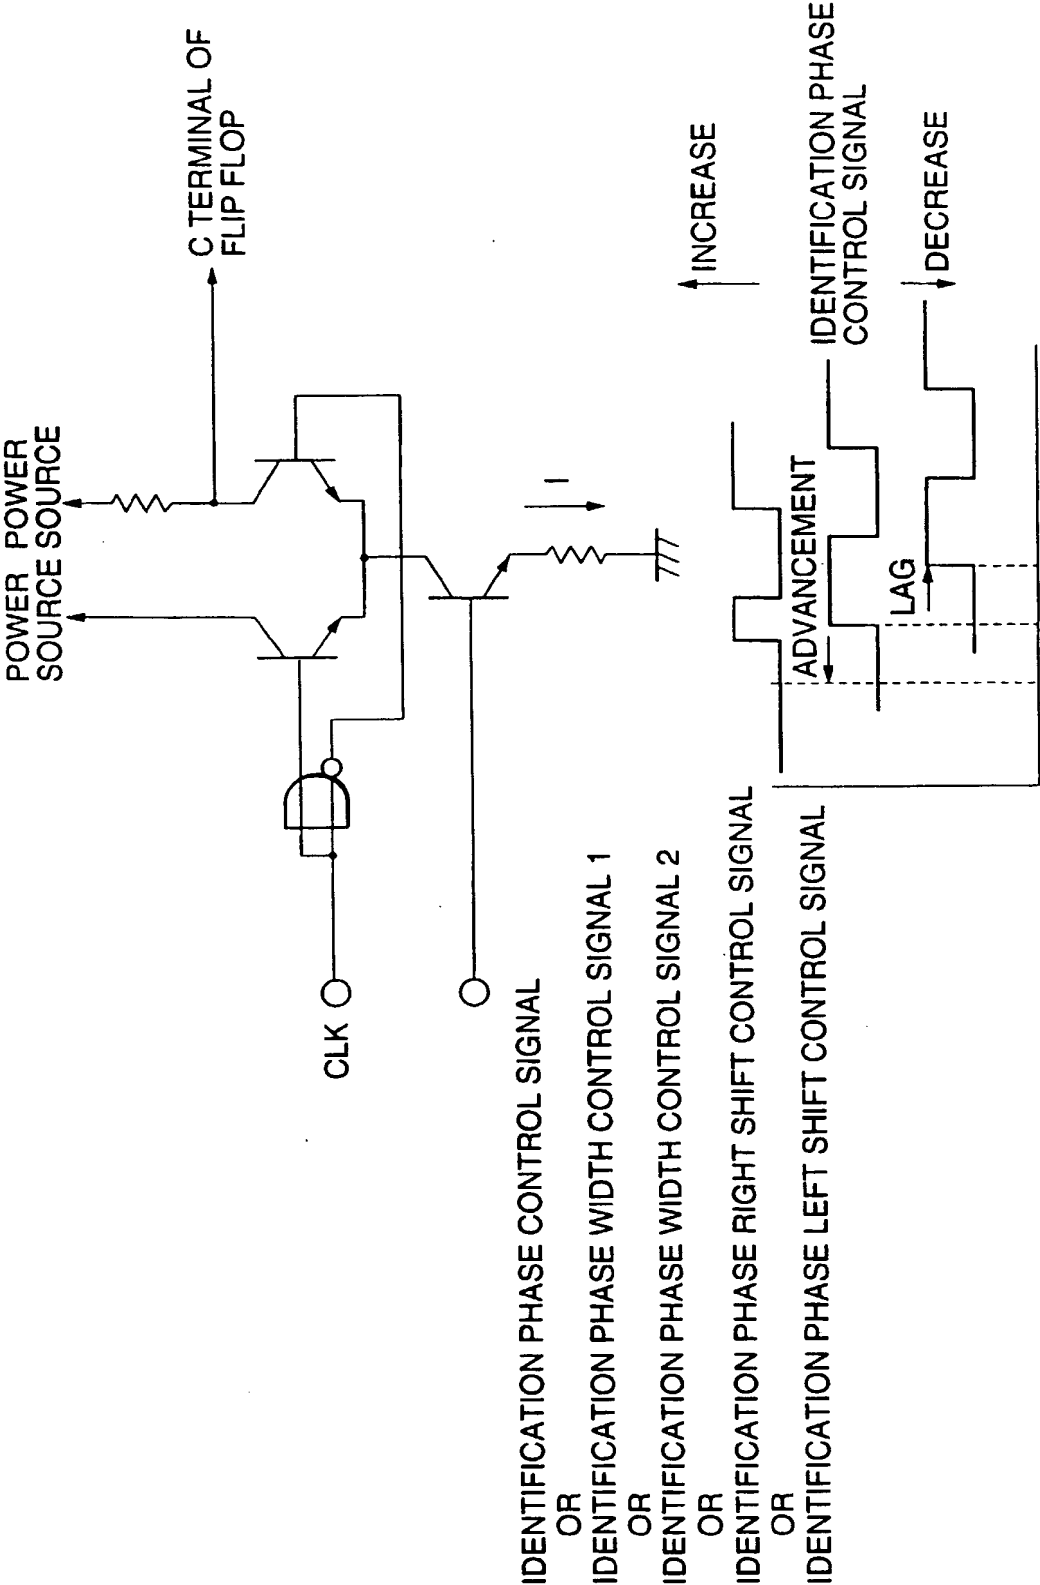 POWER POWER
SOURCE SOURCE
C TERMINAL OF
FLIP FLOP
CLK
I
IDENTIFICATION PHASE CONTROL SIGNAL
OR
IDENTIFICATION PHASE WIDTH CONTROL SIGNAL 1
OR
IDENTIFICATION PHASE WIDTH CONTROL SIGNAL 2
OR
IDENTIFICATION PHASE RIGHT SHIFT CONTROL SIGNAL
OR
IDENTIFICATION PHASE LEFT SHIFT CONTROL SIGNAL
INCREASE
ADVANCEMENT
IDENTIFICATION PHASE
CONTROL SIGNAL
LAG
DECREASE